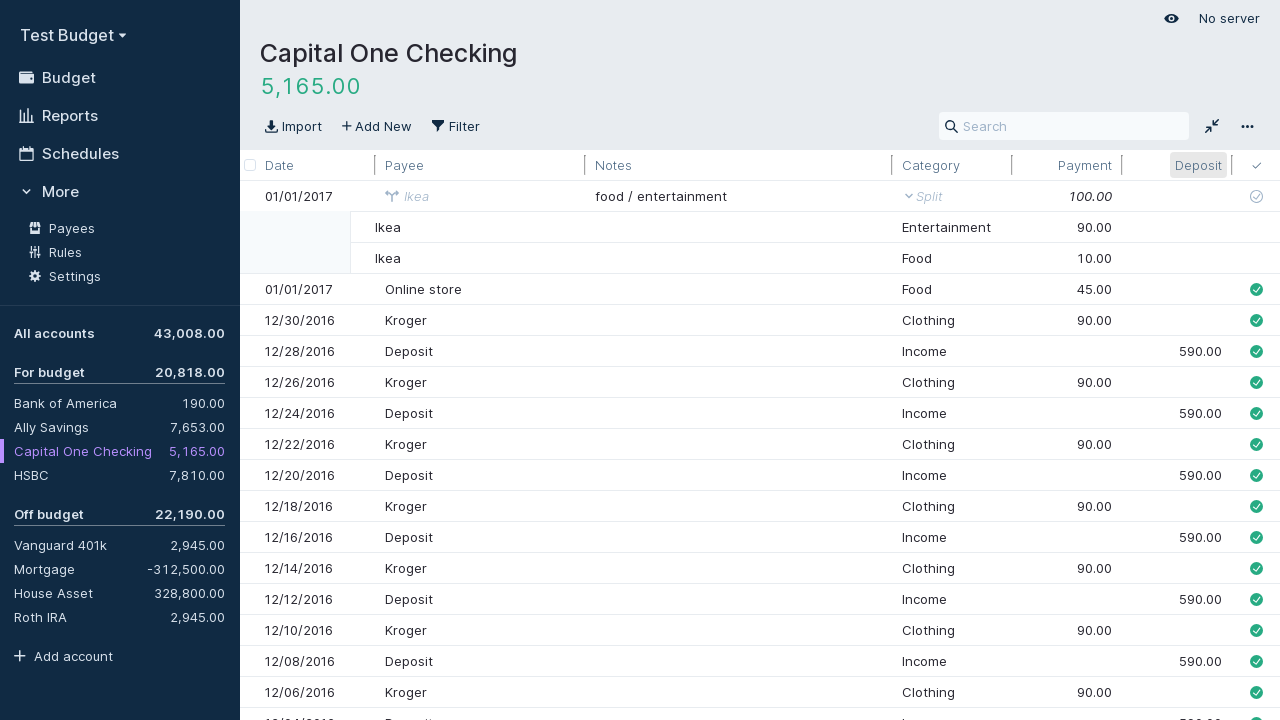 Test Budget
Budget
Reports
Schedules
More
Payees
Rules
Settings
All accounts 43,008.00
For budget 20,818.00
Bank of America 190.00
Ally Savings 7,653.00
Capital One Checking 5,165.00
HSBC 7,810.00
Off budget 22,190.00
Vanguard 401k 2,945.00
Mortgage -312,500.00
House Asset 328,800.00
Roth IRA 2,945.00
Add account
No server
Capital One Checking
5,165.00
Import Add New Filter Search
Date Payee Notes Category Payment Deposit
01/01/2017 Ikea food / entertainment Split 100.00
Ikea Entertainment 90.00
Ikea Food 10.00
01/01/2017 Online store Food 45.00
12/30/2016 Kroger Clothing 90.00
12/28/2016 Deposit Income 590.00
12/26/2016 Kroger Clothing 90.00
12/24/2016 Deposit Income 590.00
12/22/2016 Kroger Clothing 90.00
12/20/2016 Deposit Income 590.00
12/18/2016 Kroger Clothing 90.00
12/16/2016 Deposit Income 590.00
12/14/2016 Kroger Clothing 90.00
12/12/2016 Deposit Income 590.00
12/10/2016 Kroger Clothing 90.00
12/08/2016 Deposit Income 590.00
12/06/2016 Kroger Clothing 90.00